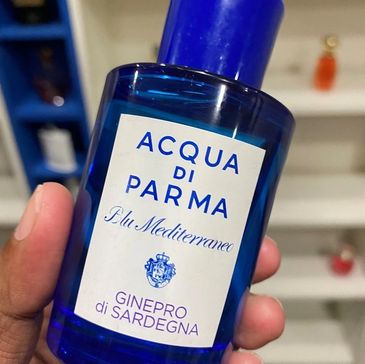 ACQUA
DI
PARMA
Blu Mediterraneo
GINEPRO
di SARDEGNA